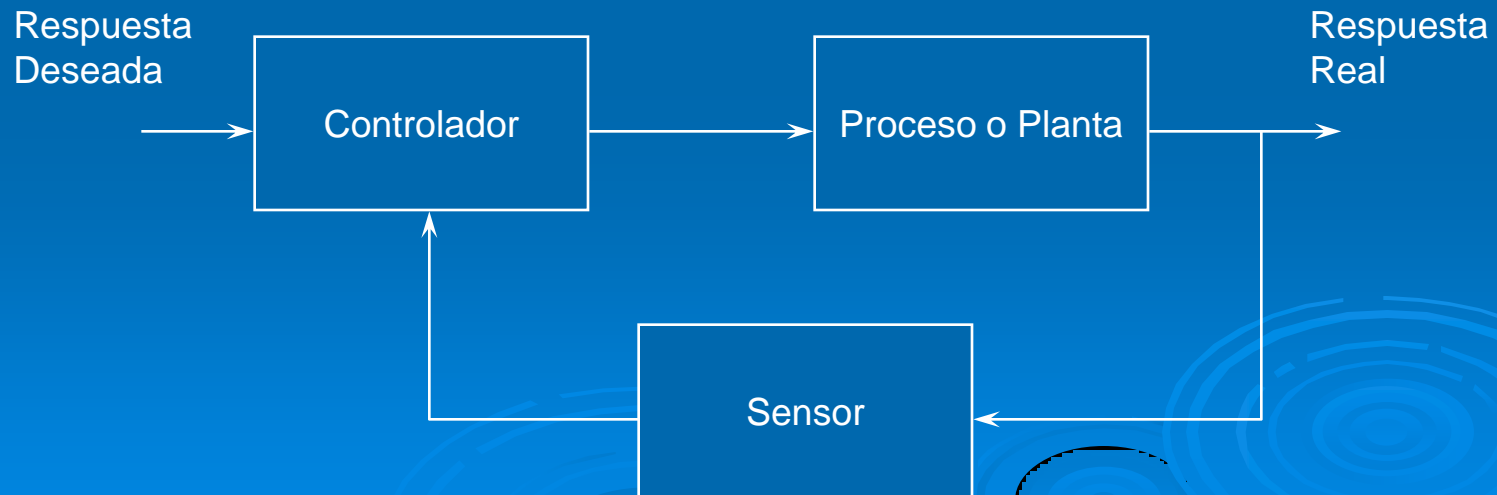 Respuesta
Deseada
Controlador
Proceso o Planta
Respuesta
Real
Sensor